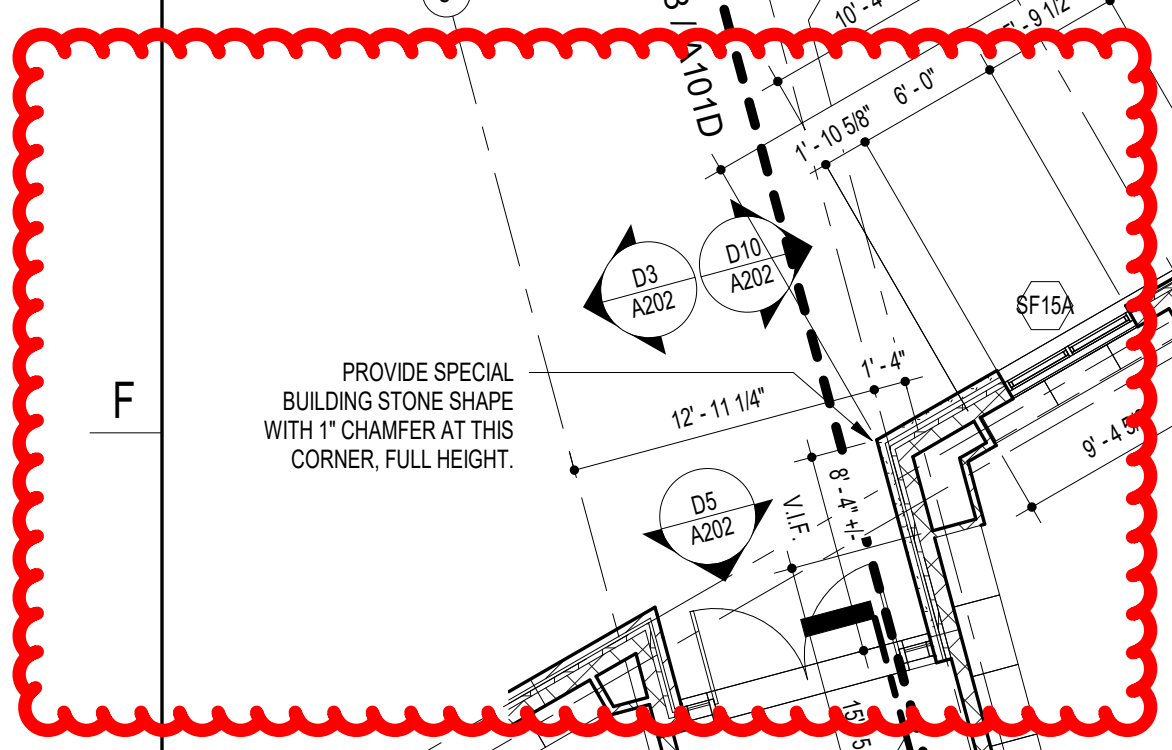 / A101D
10' - 4
' - 9 1/2"
6' - 0"
1' - 10 5/8"
D3
A202
D10
A202
SF15A
PROVIDE SPECIAL
BUILDING STONE SHAPE
WITH 1" CHAMFER AT THIS
CORNER, FULL HEIGHT.
F
1' - 4"
12' - 11 1/4"
9' - 4 5/8
8' - 4" +/-
V.I.F.
D5
A202
15'